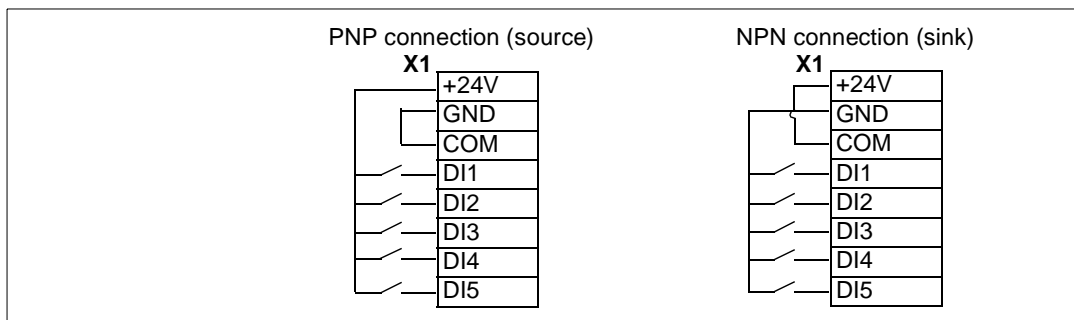 PNP connection (source)
X1
+24V
GND
COM
DI1
DI2
DI3
DI4
DI5
NPN connection (sink)
X1
+24V
GND
COM
DI1
DI2
DI3
DI4
DI5